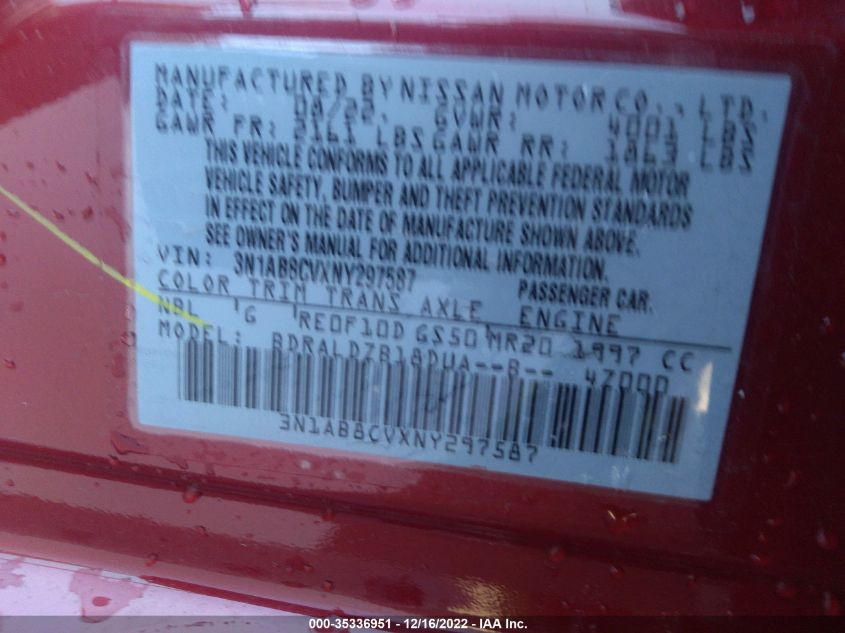 MANUFACTURED BY NISSAN MOTOR CO., LTD.
DATE: 08/22. GVWR: 4001 LBS
GAWR FR: 2161 LBS GAWR RR: 1863 LBS
THIS VEHICLE CONFORMS TO ALL APPLICABLE FEDERAL MOTOR
VEHICLE SAFETY, BUMPER AND THEFT PREVENTION STANDARDS
IN EFFECT ON THE DATE OF MANUFACTURE SHOWN ABOVE.
SEE OWNER'S MANUAL FOR ADDITIONAL INFORMATION.
VIN: 3N1AB8CVXNY297587 PASSENGER CAR.
COLOR TRIM TRANS AXLE ENGINE
NBL G RE0F10D GS50 MR20 1997 CC
MODEL: BDRALDZB18DUA--B-- 4Z000
3N1AB8CVXNY297587
000-35336951 - 12/16/2022 - IAA Inc.